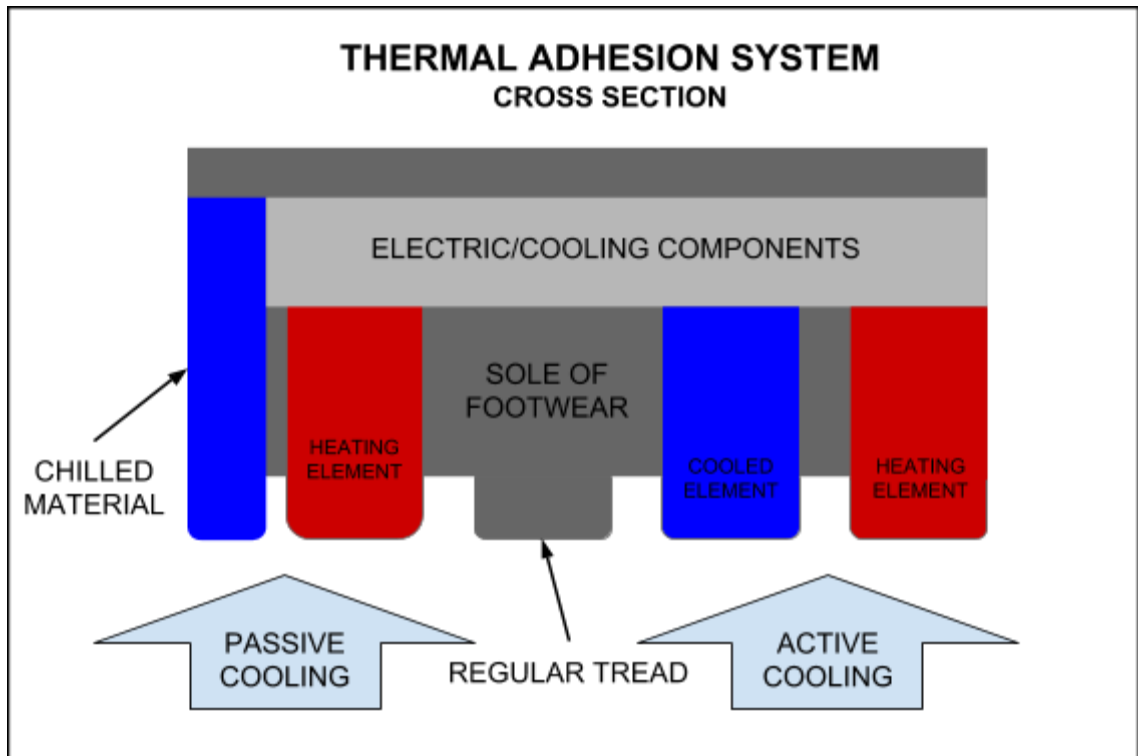 THERMAL ADHESION SYSTEM
CROSS SECTION
ELECTRIC/COOLING COMPONENTS
SOLE OF
FOOTWEAR
HEATING
ELEMENT
COOLED
ELEMENT
HEATING
ELEMENT
CHILLED
MATERIAL
PASSIVE
COOLING
REGULAR TREAD
ACTIVE
COOLING